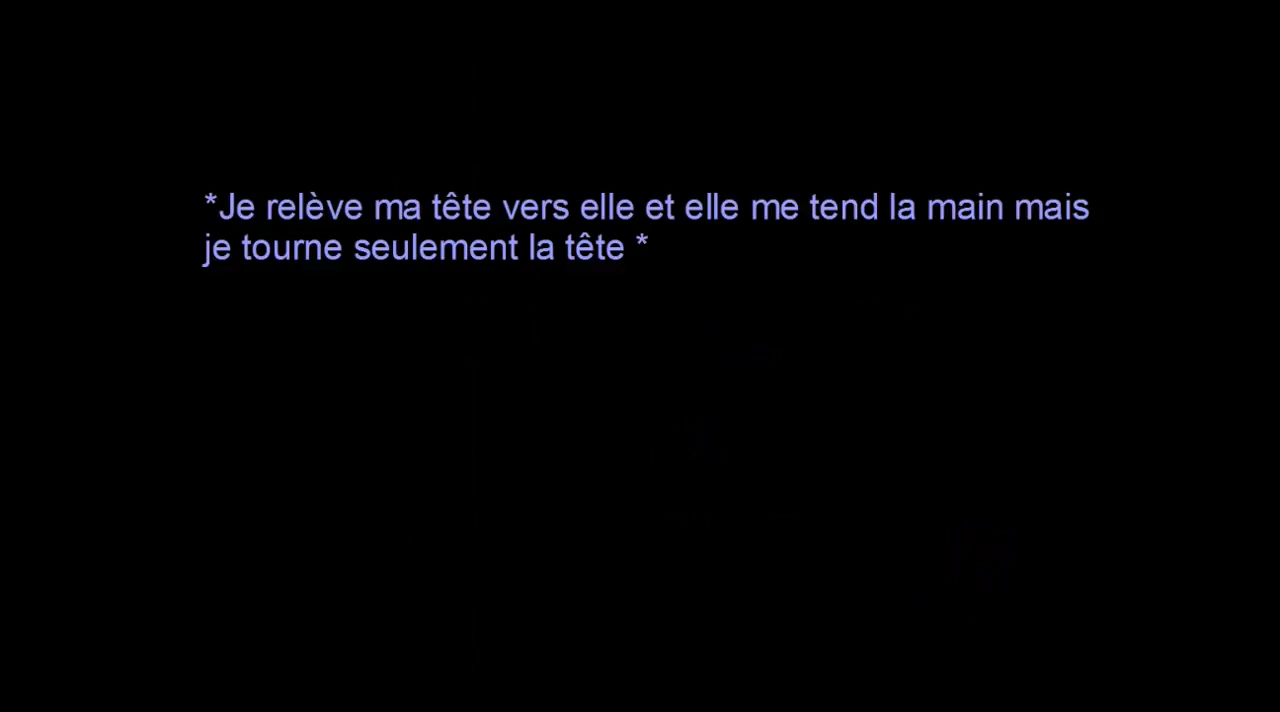 *Je relève ma tête vers elle et elle me tend la main mais
je tourne seulement la tête *